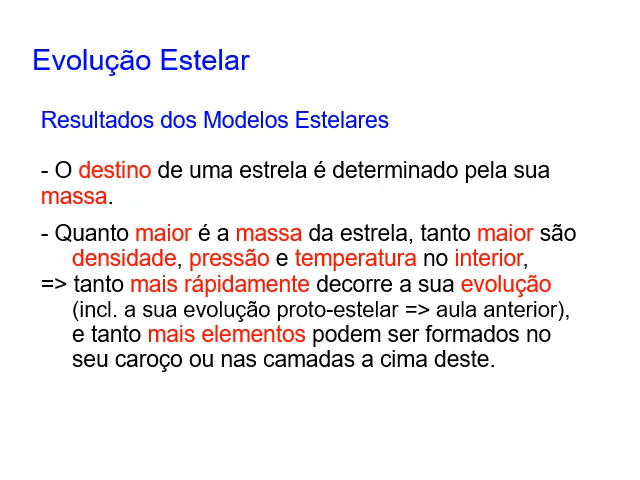 Evolução Estelar
Resultados dos Modelos Estelares
- O destino de uma estrela é determinado pela sua
massa.
- Quanto maior é a massa da estrela, tanto maior são
densidade, pressão e temperatura no interior,
=> tanto mais rápidamente decorre a sua evolução
(incl. a sua evolução proto-estelar => aula anterior),
e tanto mais elementos podem ser formados no
seu caroço ou nas camadas a cima deste.